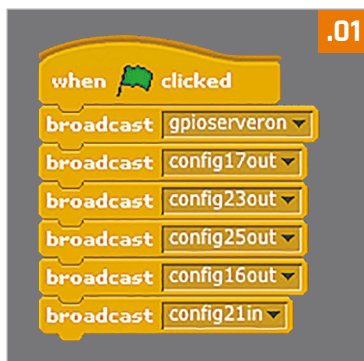 .01
when clicked
broadcast gpioserveron
broadcast config17out
broadcast config23out
broadcast config25out
broadcast config16out
broadcast config21in